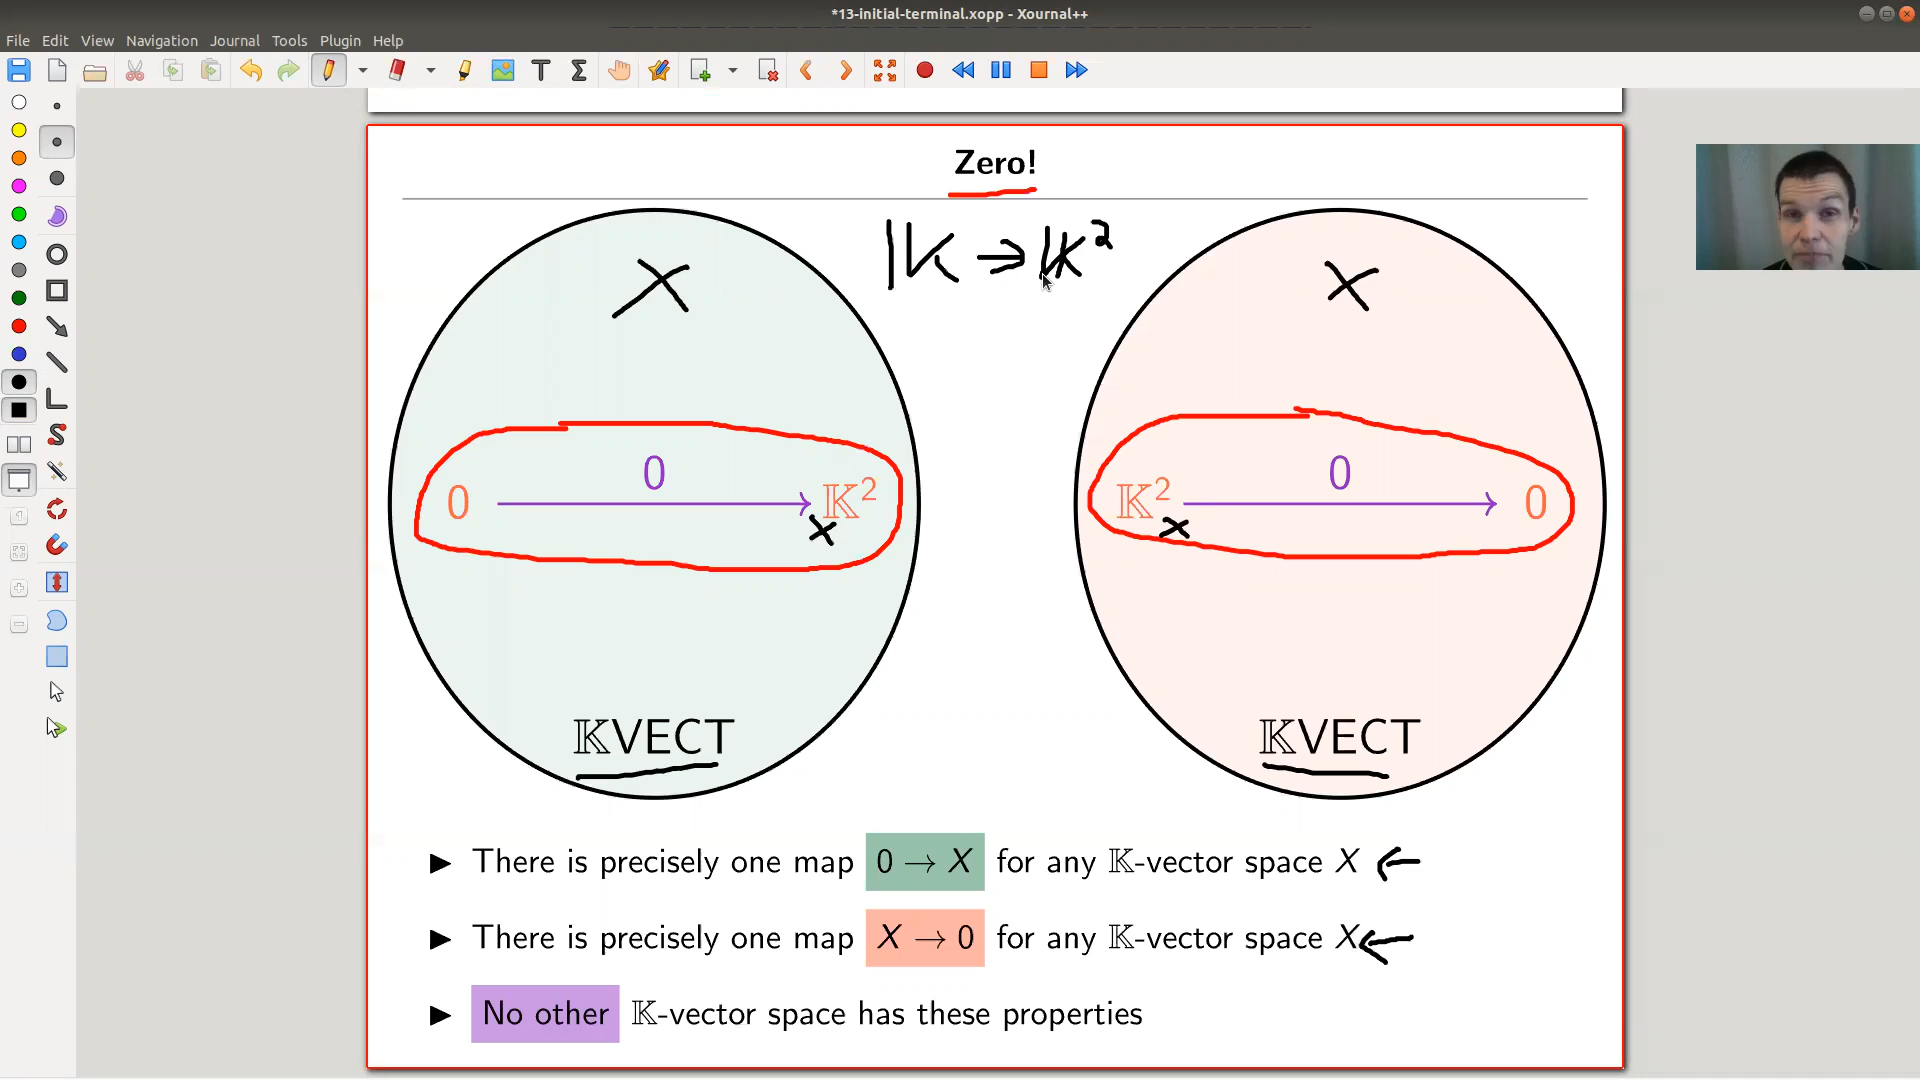 *13-initial-terminal.xopp - Xournal++
File Edit View Navigation Journal Tools Plugin Help
Zero!
𝕂 → 𝕂²
X
X
0
0 → 𝕂²
X
0
𝕂² → 0
X
𝕂VECT
𝕂VECT
► There is precisely one map 0 → X for any 𝕂-vector space X ←
► There is precisely one map X → 0 for any 𝕂-vector space X ←
► No other 𝕂-vector space has these properties